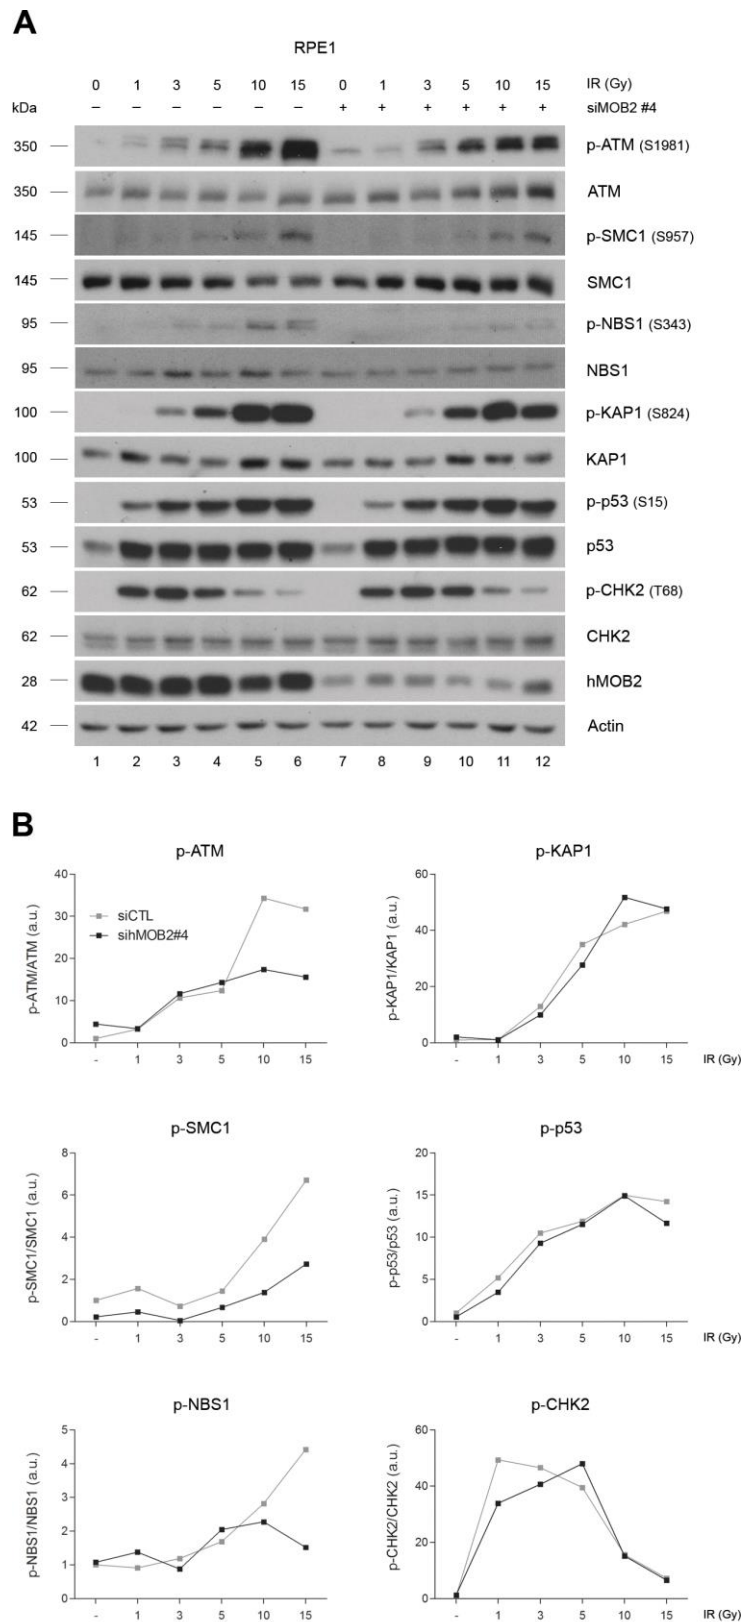 A
RPE1
0 1 3 5 10 15 0 1 3 5 10 15 IR (Gy)
kDa – – – – – – + + + + + + siMOB2 #4
350 p-ATM (S1981)
350 ATM
145 p-SMC1 (S957)
145 SMC1
95 p-NBS1 (S343)
95 NBS1
100 p-KAP1 (S824)
100 KAP1
53 p-p53 (S15)
53 p53
62 p-CHK2 (T68)
62 CHK2
28 hMOB2
42 Actin
1 2 3 4 5 6 7 8 9 10 11 12
B
p-ATM
p-ATM/ATM (a.u.)
40
30
20
10
0
siCTL
sihMOB2#4
- 1 3 5 10 15
p-KAP1
p-KAP1/KAP1 (a.u.)
60
40
20
0
- 1 3 5 10 15 IR (Gy)
p-SMC1
p-SMC1/SMC1 (a.u.)
8
6
4
2
0
- 1 3 5 10 15
p-p53
p-p53/p53 (a.u.)
20
15
10
5
0
- 1 3 5 10 15 IR (Gy)
p-NBS1
p-NBS1/NBS1 (a.u.)
5
4
3
2
1
0
- 1 3 5 10 15
p-CHK2
p-CHK2/CHK2 (a.u.)
60
40
20
0
- 1 3 5 10 15 IR (Gy)